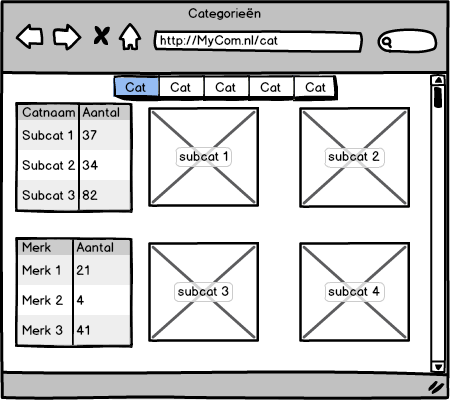 Categorieën
http://MyCom.nl/cat
Cat Cat Cat Cat Cat
Catnaam Aantal
Subcat 1 37
Subcat 2 34
Subcat 3 82
subcat 1
subcat 2
Merk Aantal
Merk 1 21
Merk 2 4
Merk 3 41
subcat 3
subcat 4